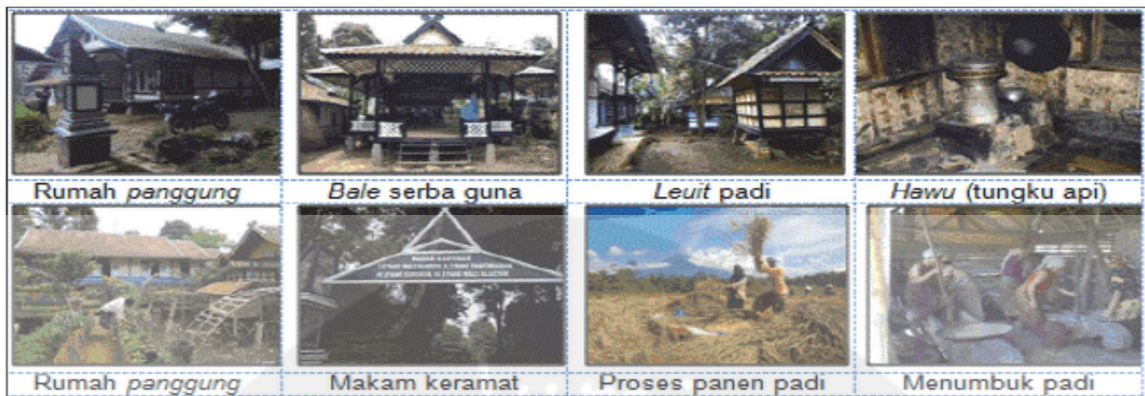 Rumah panggung
Bale serba guna
Leuit padi
Hawu (tungku api)
Rumah panggung
Makam keramat
Proses panen padi
Menumbuk padi